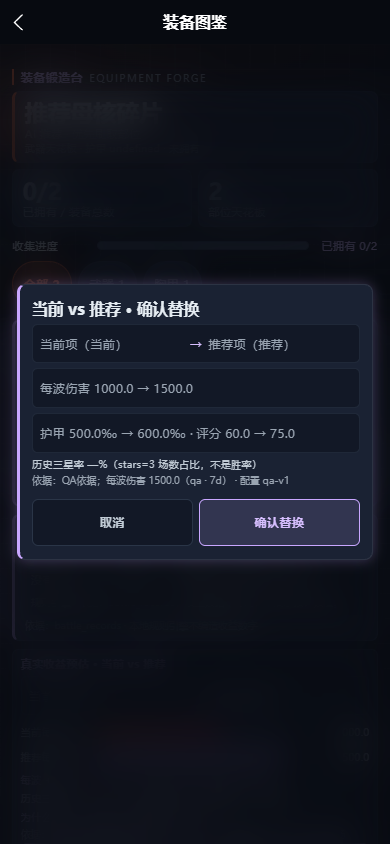 装备图鉴
装备锻造台 EQUIPMENT FORGE
0/2
2
收集进度
已拥有 0/2
当前 vs 推荐 • 确认替换
当前项（当前） → 推荐项（推荐）
每波伤害 1000.0 → 1500.0
护甲 500.0‰ → 600.0‰ · 评分 60.0 → 75.0
历史三星率 —%（stars=3 场数占比，不是胜率）
依据：QA依据；每波伤害 1500.0（qa · 7d） · 配置 qa-v1
取消
确认替换